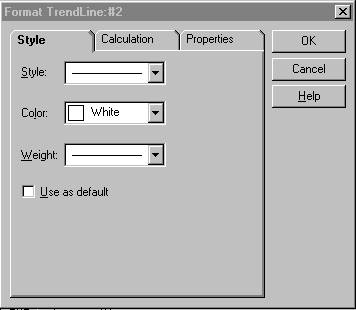 Format TrendLine:#2
Style Calculation Properties
Style:
Color: White
Weight:
Use as default
OK
Cancel
Help